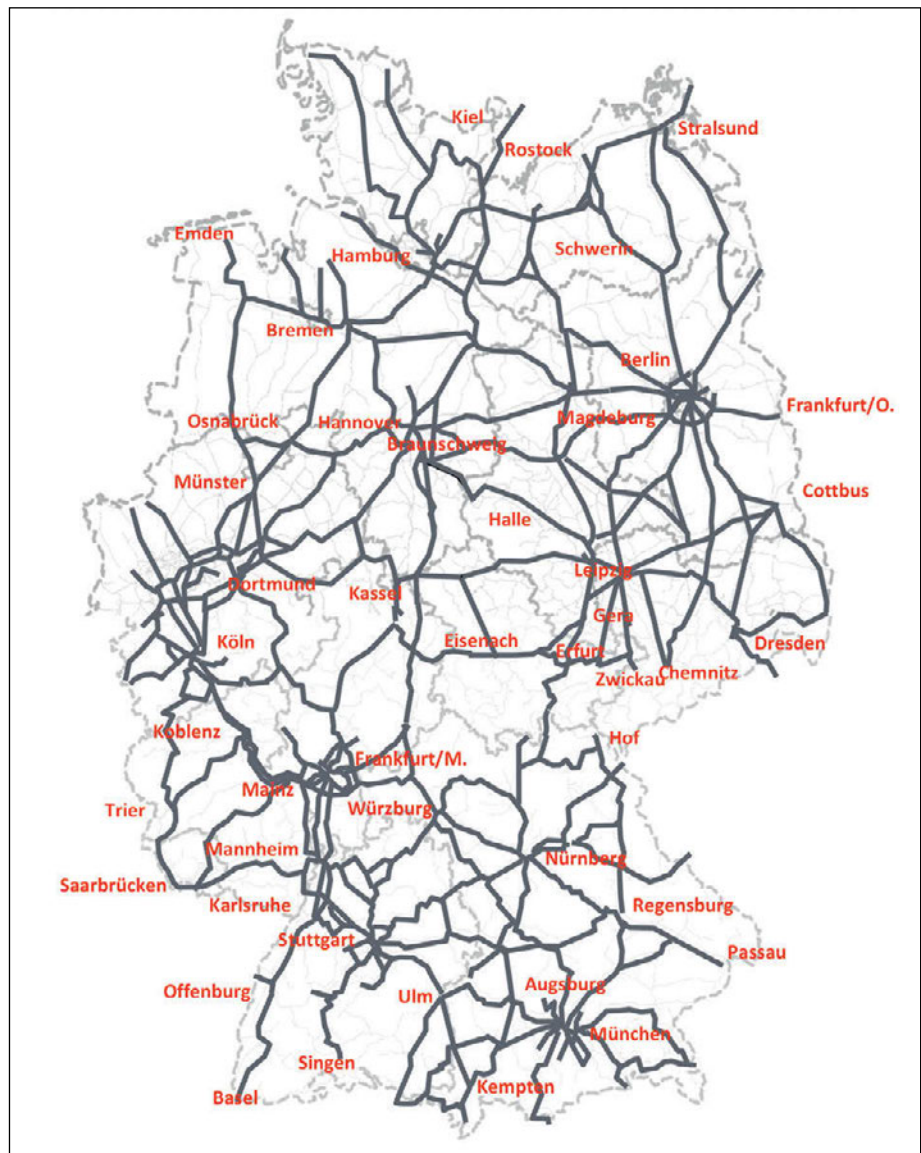 Kiel
Stralsund
Rostock
Emden
Schwerin
Hamburg
Bremen
Berlin
Frankfurt/O.
Osnabrück
Hannover
Magdeburg
Braunschweig
Münster
Cottbus
Halle
Leipzig
Dortmund
Kassel
Gera
Köln
Eisenach
Erfurt
Dresden
Zwickau
Chemnitz
Koblenz
Hof
Frankfurt/M.
Mainz
Trier
Würzburg
Mannheim
Nürnberg
Saarbrücken
Karlsruhe
Regensburg
Stuttgart
Passau
Offenburg
Ulm
Augsburg
München
Singen
Kempten
Basel